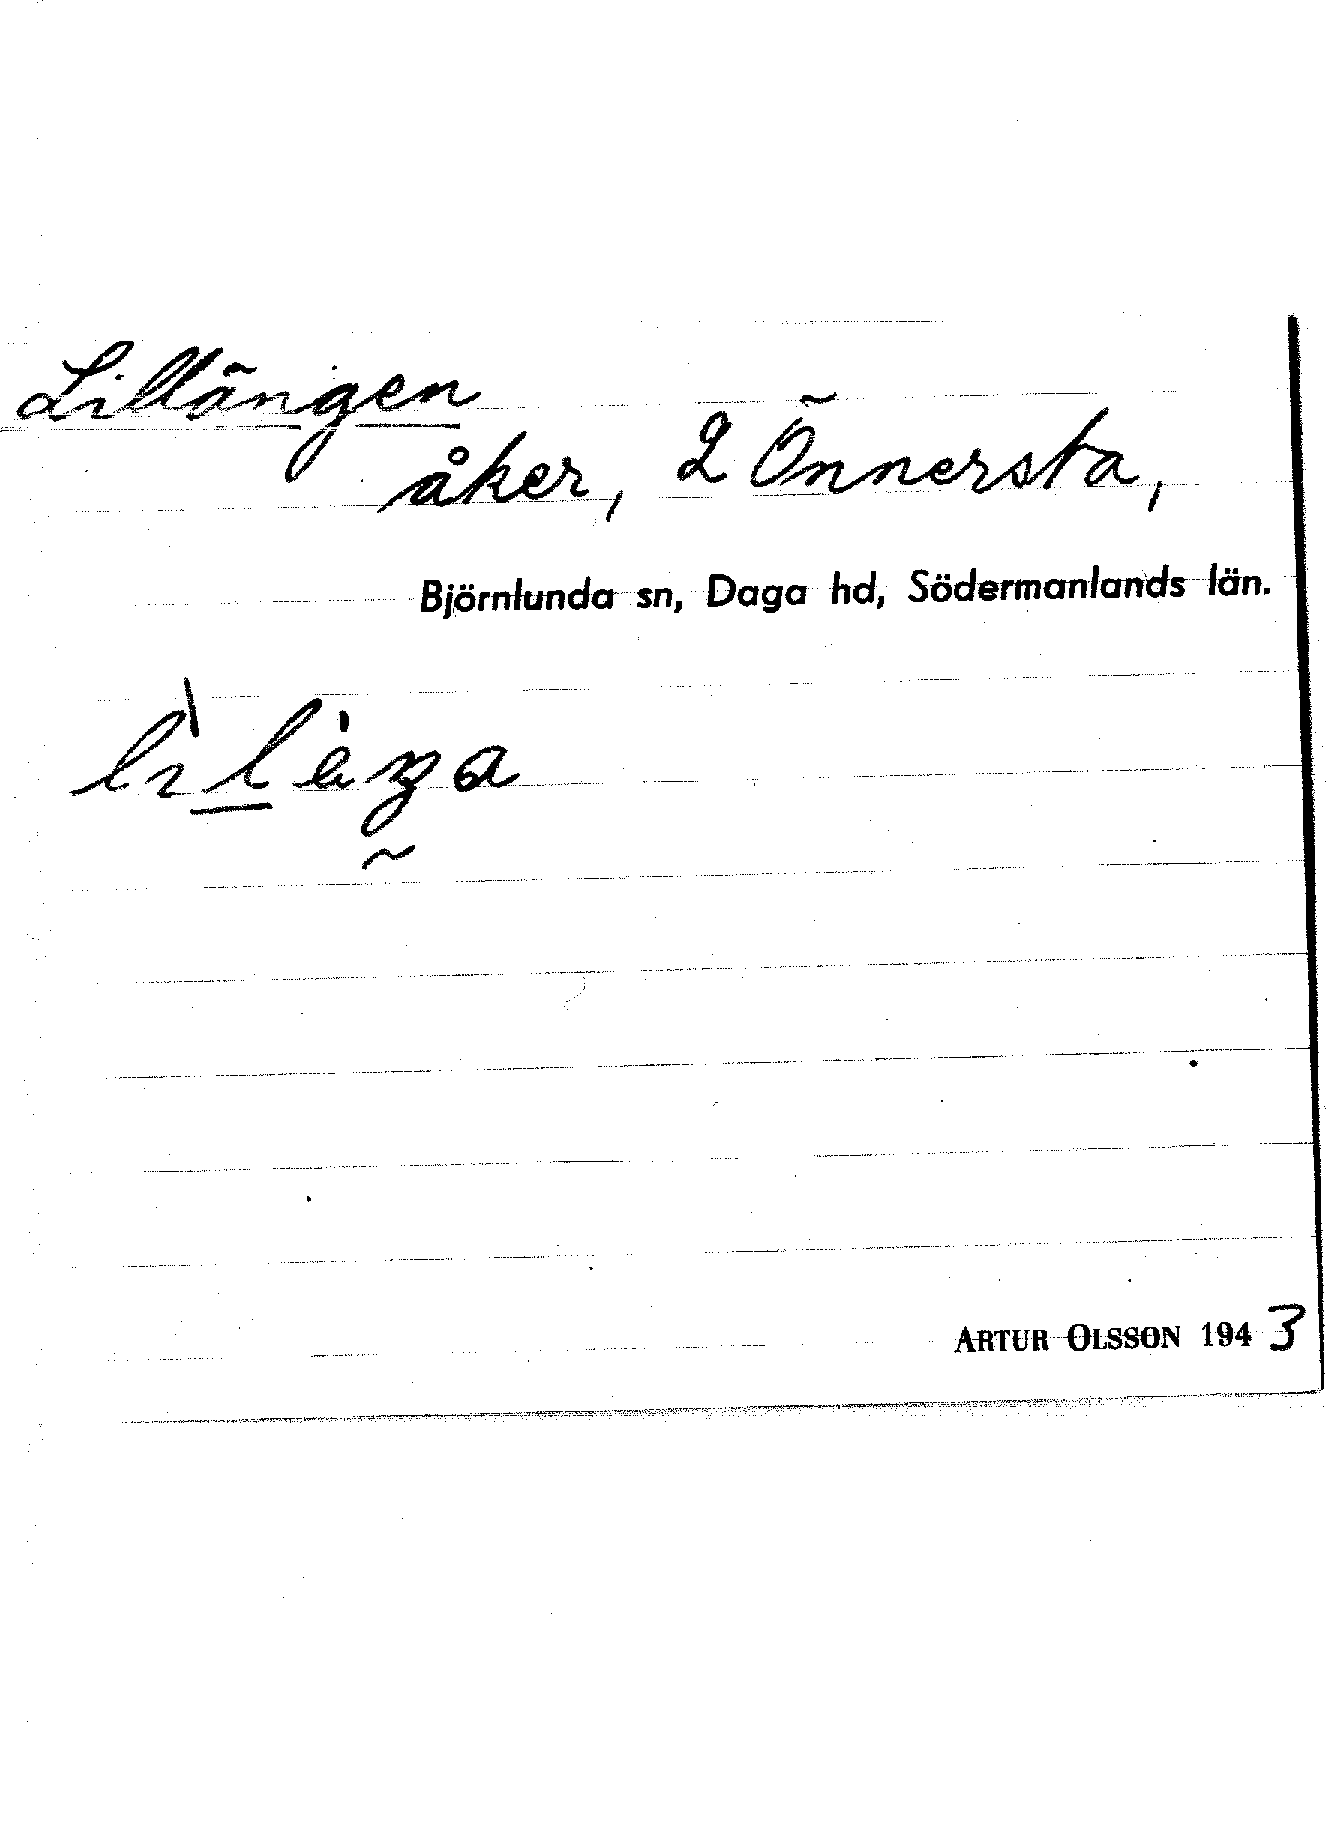 Lillängen
åker, 2 Önnersta,
Björnlunda sn, Daga hd, Södermanlands län.
ARTUR OLSSON 1943